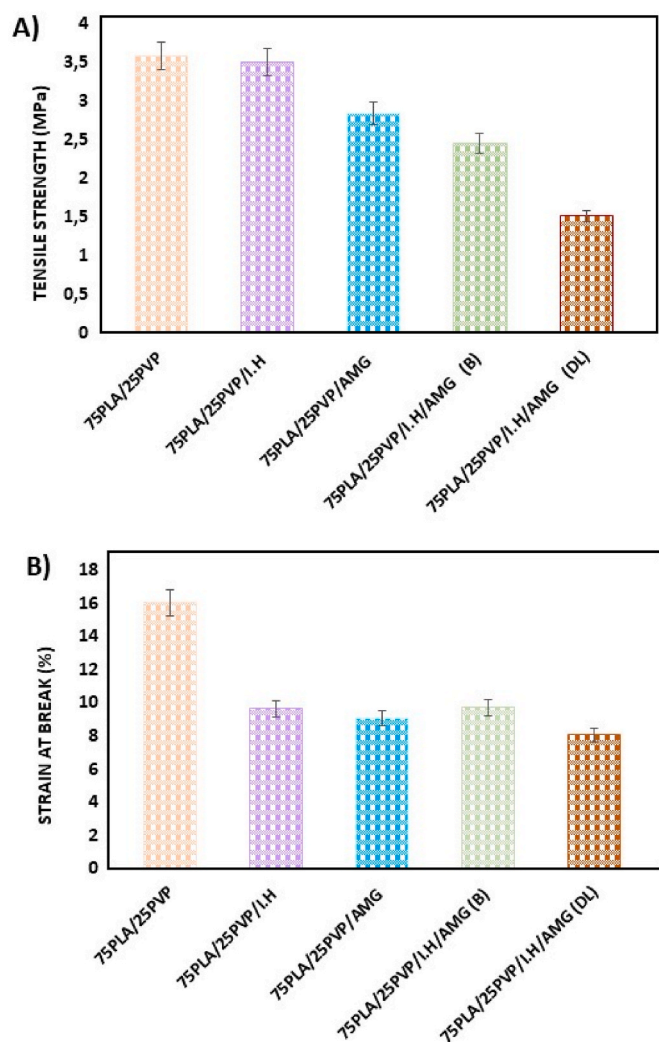 A)
TENSILE STRENGTH (MPa)
4
3,5
3
2,5
2
1,5
1
0,5
0
75PLA/25PVP
75PLA/25PVP/I.H
75PLA/25PVP/AMG
75PLA/25PVP/I.H/AMG (B)
75PLA/25PVP/I.H/AMG (DL)
B)
STRAIN AT BREAK (%)
18
16
14
12
10
8
6
4
2
0
75PLA/25PVP
75PLA/25PVP/I.H
75PLA/25PVP/AMG
75PLA/25PVP/I.H/AMG (B)
75PLA/25PVP/I.H/AMG (DL)